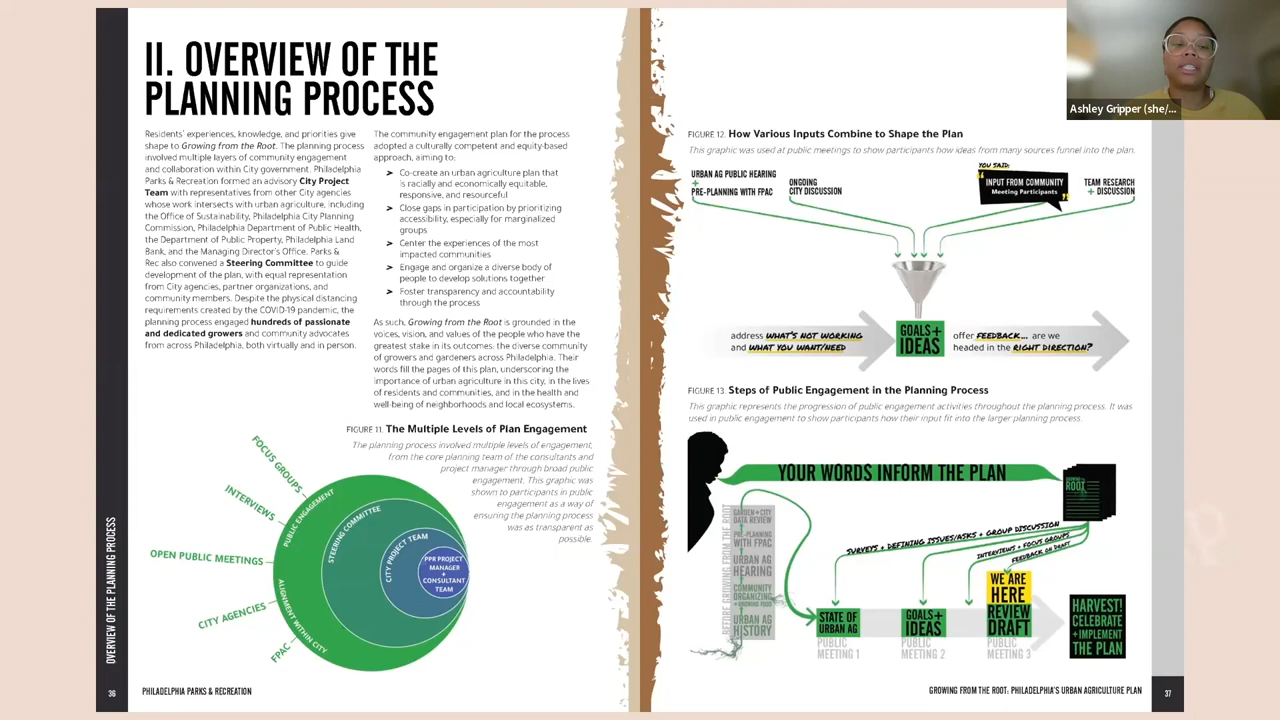 II. OVERVIEW OF THE
PLANNING PROCESS
Residents' experiences, knowledge, and priorities give
shape to Growing from the Root. The planning process
involved multiple layers of community engagement
and collaboration within City government. Philadelphia
Parks & Recreation formed an advisory City Project
Team with representatives from other City agencies
whose work intersects with urban agriculture, including
the Office of Sustainability, Philadelphia City Planning
Commission, Philadelphia Department of Public Health,
the Department of Public Property, Philadelphia Land
Bank, and the Managing Director's Office. Parks &
Rec also convened a Steering Committee to guide
development of the plan, with equal representation
from City agencies, partner organizations, and
community members. Despite the physical distancing
requirements created by the COVID-19 pandemic, the
planning process engaged hundreds of passionate
and dedicated growers and community advocates
from across Philadelphia, both virtually and in person.
The community engagement plan for the process
adopted a culturally competent and equity-based
approach, aiming to:
➤ Co-create an urban agriculture plan that
is racially and economically equitable,
responsive, and resourceful
➤ Close gaps in participation by prioritizing
accessibility, especially for marginalized
groups
➤ Center the experiences of the most
impacted communities
➤ Engage and organize a diverse body of
people to develop solutions together
➤ Foster transparency and accountability
through the process
As such, Growing from the Root is grounded in the
voices, vision, and values of the people who have the
greatest stake in its outcomes: the diverse community
of growers and gardeners across Philadelphia. Their
words fill the pages of this plan, underscoring the
importance of urban agriculture in this city, in the lives
of residents and communities, and in the health and
well-being of neighborhoods and local ecosystems.
FIGURE 11. The Multiple Levels of Plan Engagement
The planning process involved multiple levels of engagement,
from the core planning team of the consultants and
project manager through broad public
engagement. This graphic was
shown to participants in public
engagement as a way of
ensuring the planning process
was as transparent as
possible.
FOCUS GROUPS
INTERVIEWS
OPEN PUBLIC MEETINGS
CITY AGENCIES
FPAC
PUBLIC ENGAGEMENT
ALIGNMENT WITHIN CITY
STEERING COMMITTEE
CITY PROJECT TEAM
PPR PROJECT
MANAGER
+
CONSULTANT
TEAM
OVERVIEW OF THE PLANNING PROCESS
36
PHILADELPHIA PARKS & RECREATION
Ashley Gripper (she/...
FIGURE 12. How Various Inputs Combine to Shape the Plan
This graphic was used at public meetings to show participants how ideas from many sources funnel into the plan.
URBAN AG PUBLIC HEARING
+
PRE-PLANNING WITH FPAC
ONGOING
CITY DISCUSSION
YOU SAID:
" INPUT FROM COMMUNITY
Meeting Participants "
TEAM RESEARCH
+ DISCUSSION
address WHAT'S NOT WORKING
and WHAT YOU WANT/NEED
GOALS+
IDEAS
offer FEEDBACK... are we
headed in the RIGHT DIRECTION?
FIGURE 13. Steps of Public Engagement in the Planning Process
This graphic represents the progression of public engagement activities throughout the planning process. It was
used in public engagement to show participants how their input fit into the larger planning process.
YOUR WORDS INFORM THE PLAN
ROOT
SURVEYS + DEFINING ISSUES/ASKS + GROUP DISCUSSION
INTERVIEWS + FOCUS GROUPS
FEEDBACK ON DRAFT
BEFORE GROWING FROM THE ROOT
GARDEN + CITY
DATA REVIEW
PRE-PLANNING
WITH FPAC
URBAN AG
HEARING
COMMUNITY
ORGANIZING
+ GROWING FOOD
URBAN AG
HISTORY
STATE OF
URBAN AG
PUBLIC
MEETING 1
GOALS+
IDEAS
PUBLIC
MEETING 2
WE ARE
HERE
REVIEW
DRAFT
PUBLIC
MEETING 3
HARVEST!
CELEBRATE
+IMPLEMENT
THE PLAN
GROWING FROM THE ROOT: PHILADELPHIA'S URBAN AGRICULTURE PLAN
37